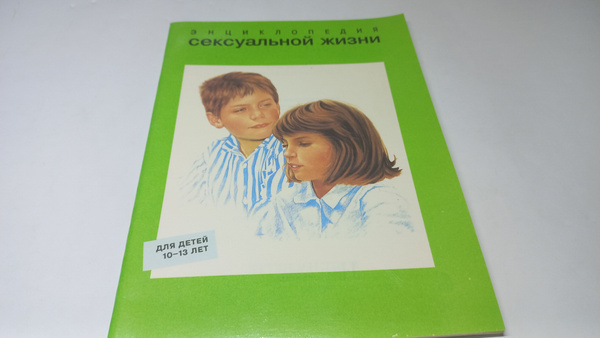 ЭНЦИКЛОПЕДИЯ
сексуальной жизни
ДЛЯ ДЕТЕЙ
10–13 ЛЕТ